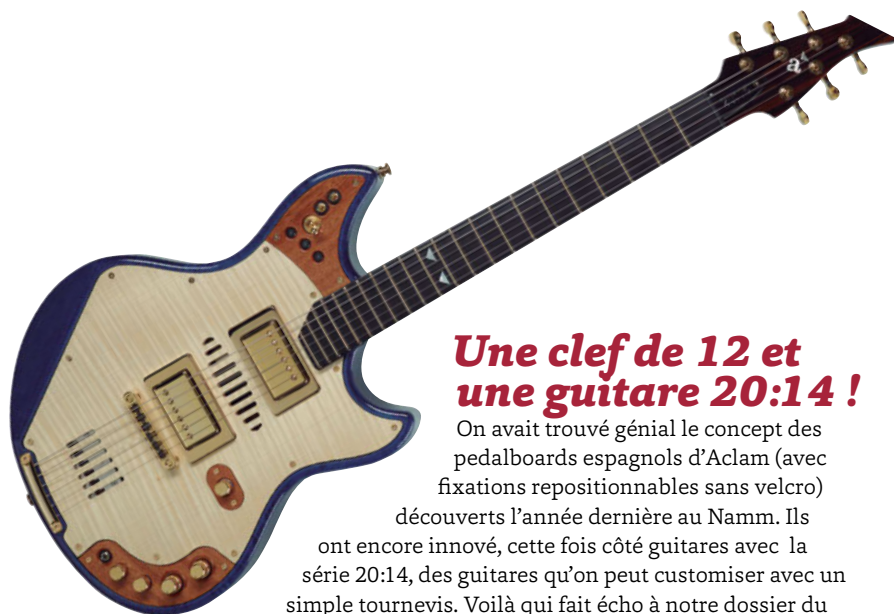 a
Une clef de 12 et
une guitare 20:14 !
On avait trouvé génial le concept des
pedalboards espagnols d’Aclam (avec
fixations repositionnables sans velcro)
découverts l’année dernière au Namm. Ils
ont encore innové, cette fois côté guitares avec la
série 20:14, des guitares qu’on peut customiser avec un
simple tournevis. Voilà qui fait écho à notre dossier du